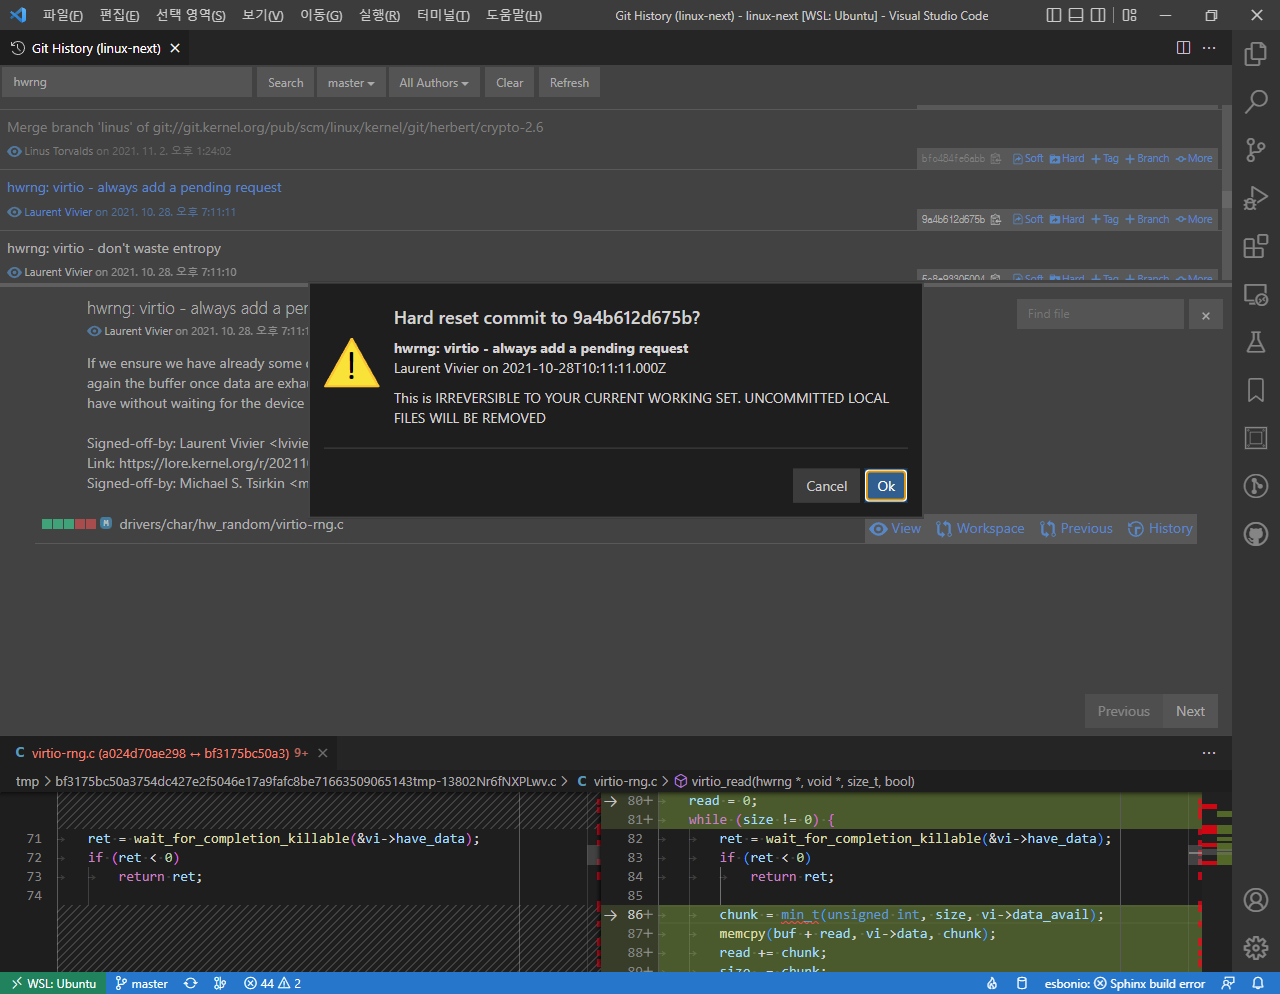 파일(F) 편집(E) 선택 영역(S) 보기(V) 이동(G) 실행(R) 터미널(T) 도움말(H) Git History (linux-next) - linux-next [WSL: Ubuntu] - Visual Studio Code
Git History (linux-next)
hwrng Search master All Authors Clear Refresh
Merge branch 'linus' of git://git.kernel.org/pub/scm/linux/kernel/git/herbert/crypto-2.6
Linus Torvalds on 2021. 11. 2. 오후 1:24:02
bfc484fe6abb Soft Hard Tag Branch More
hwrng: virtio - always add a pending request
Laurent Vivier on 2021. 10. 28. 오후 7:11:11
9a4b612d675b Soft Hard Tag Branch More
hwrng: virtio - don't waste entropy
Laurent Vivier on 2021. 10. 28. 오후 7:11:10
Soft Hard Tag Branch More
hwrng: virtio - always add a per
Laurent Vivier on 2021. 10. 28. 오후 7:11:1
Find file ×
If we ensure we have already some
again the buffer once data are exha
have without waiting for the device
Signed-off-by: Laurent Vivier <lvivie
Link: https://lore.kernel.org/r/20211
Signed-off-by: Michael S. Tsirkin <m
Hard reset commit to 9a4b612d675b?
hwrng: virtio - always add a pending request
Laurent Vivier on 2021-10-28T10:11:11.000Z
This is IRREVERSIBLE TO YOUR CURRENT WORKING SET. UNCOMMITTED LOCAL
FILES WILL BE REMOVED
Cancel Ok
M drivers/char/hw_random/virtio-rng.c View Workspace Previous History
Previous Next
C virtio-rng.c (a024d70ae298 ↔ bf3175bc50a3) 9+
tmp > bf3175bc50a3754dc427e2f5046e17a9fafc8be71663509065143tmp-13802Nr6fNXPLwv.c > C virtio-rng.c > virtio_read(hwrng *, void *, size_t, bool)
80+ read = 0;
81+ while (size != 0) {
71 ret = wait_for_completion_killable(&vi->have_data);
82 ret = wait_for_completion_killable(&vi->have_data);
72 if (ret < 0)
83 if (ret < 0)
73 return ret;
84 return ret;
74
85
86+ chunk = min_t(unsigned int, size, vi->data_avail);
87+ memcpy(buf + read, vi->data, chunk);
88+ read += chunk;
89+ size -= chunk;
WSL: Ubuntu master 44 2 esbonio: Sphinx build error